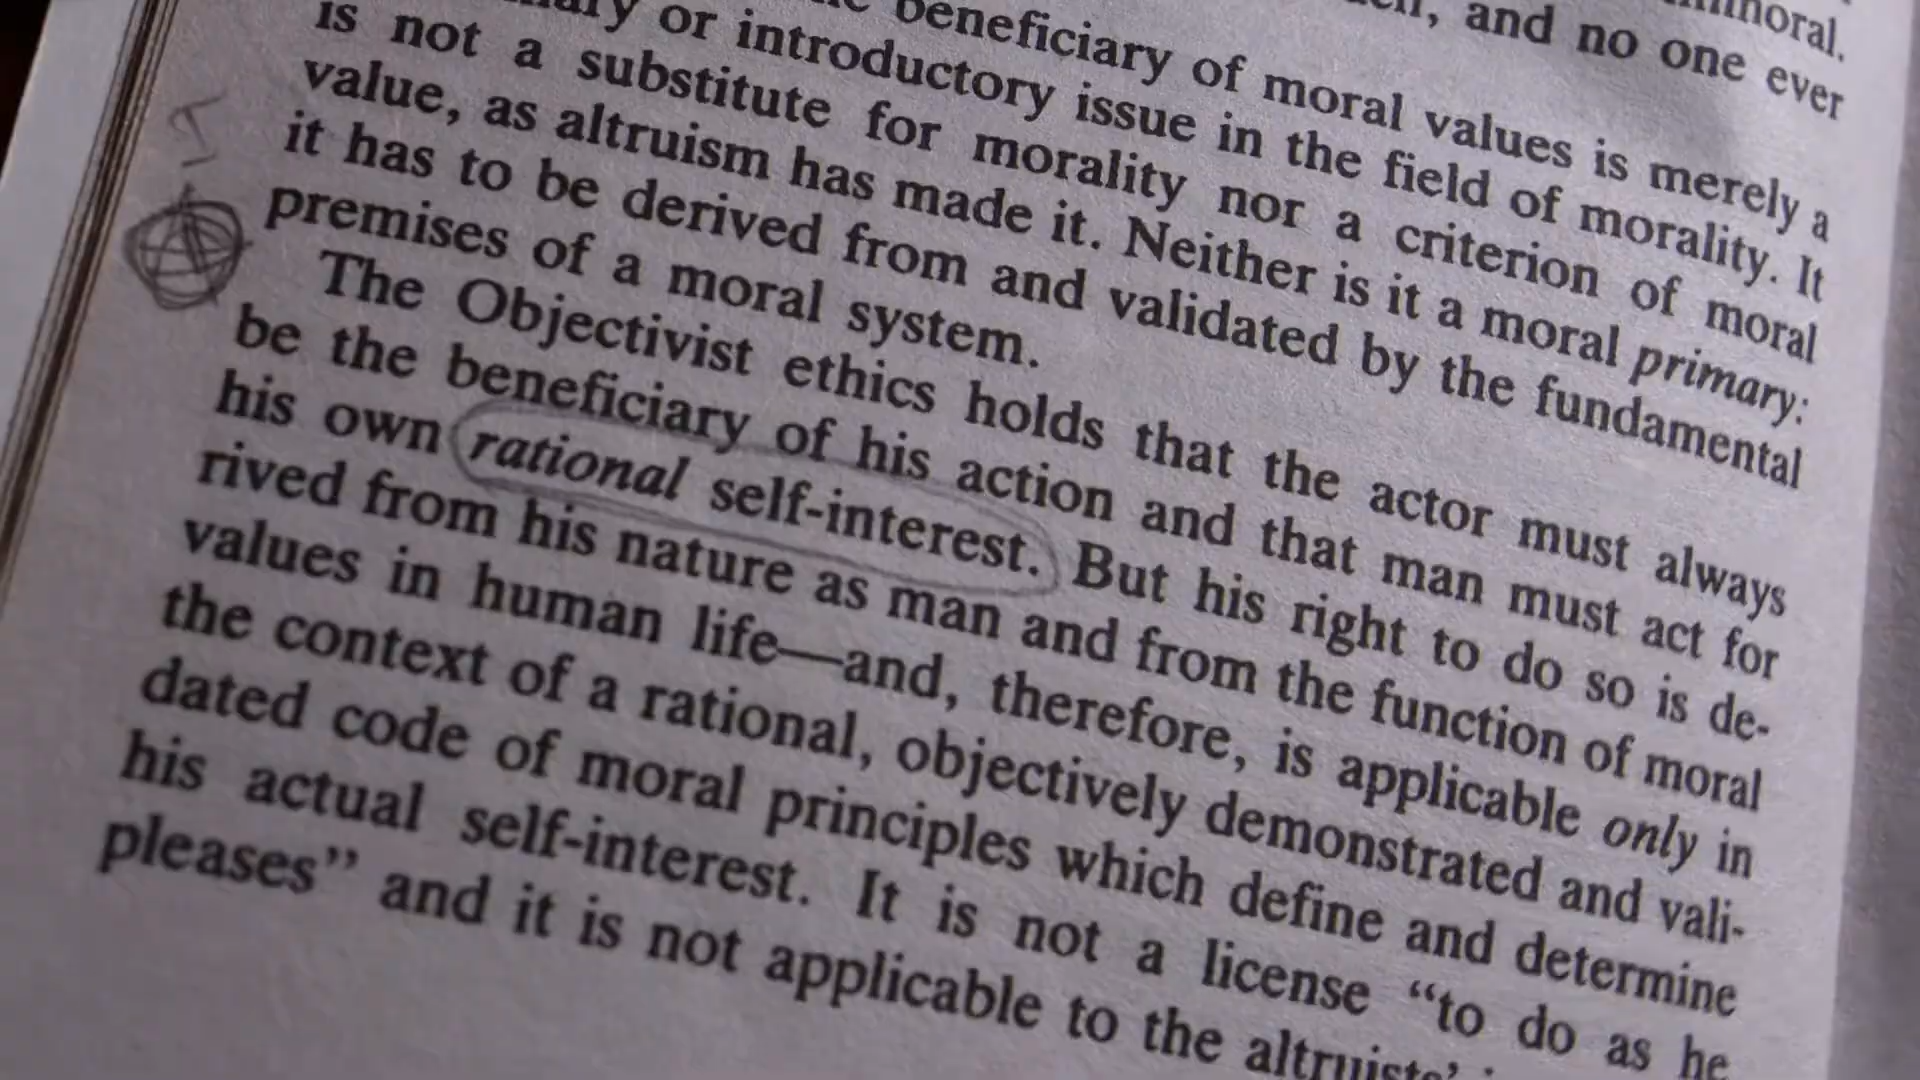 immoral.
and no one ever
beneficiary of moral values is merely a
or introductory issue in the field of morality. It
is not a substitute for morality nor a criterion of moral
value, as altruism has made it. Neither is it a moral primary:
it has to be derived from and validated by the fundamental
premises of a moral system.
The Objectivist ethics holds that the actor must always
be the beneficiary of his action and that man must act for
his own rational self-interest. But his right to do so is de-
rived from his nature as man and from the function of moral
values in human life—and, therefore, is applicable only in
the context of a rational, objectively demonstrated and vali-
dated code of moral principles which define and determine
his actual self-interest. It is not a license “to do as he
pleases” and it is not applicable to the altruists’